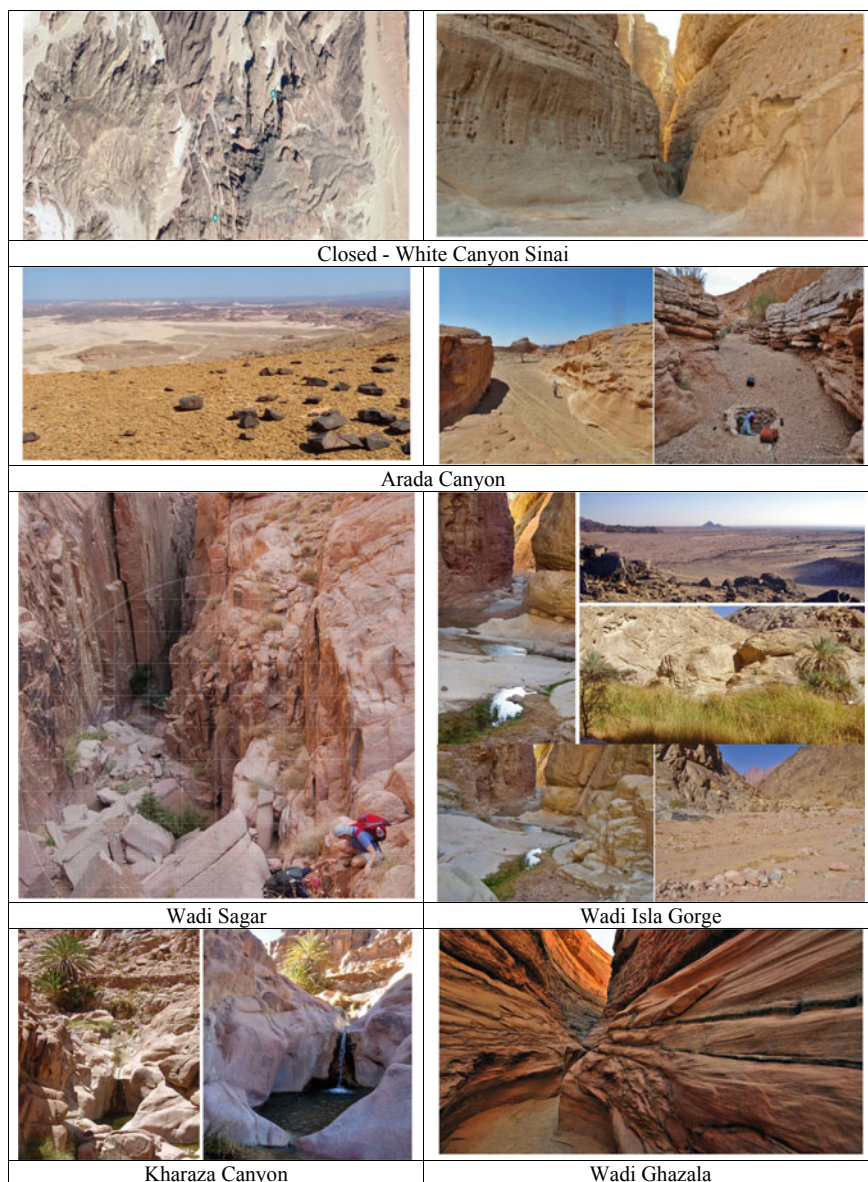 Closed - White Canyon Sinai
Arada Canyon
Wadi Sagar
Wadi Isla Gorge
Kharaza Canyon
Wadi Ghazala